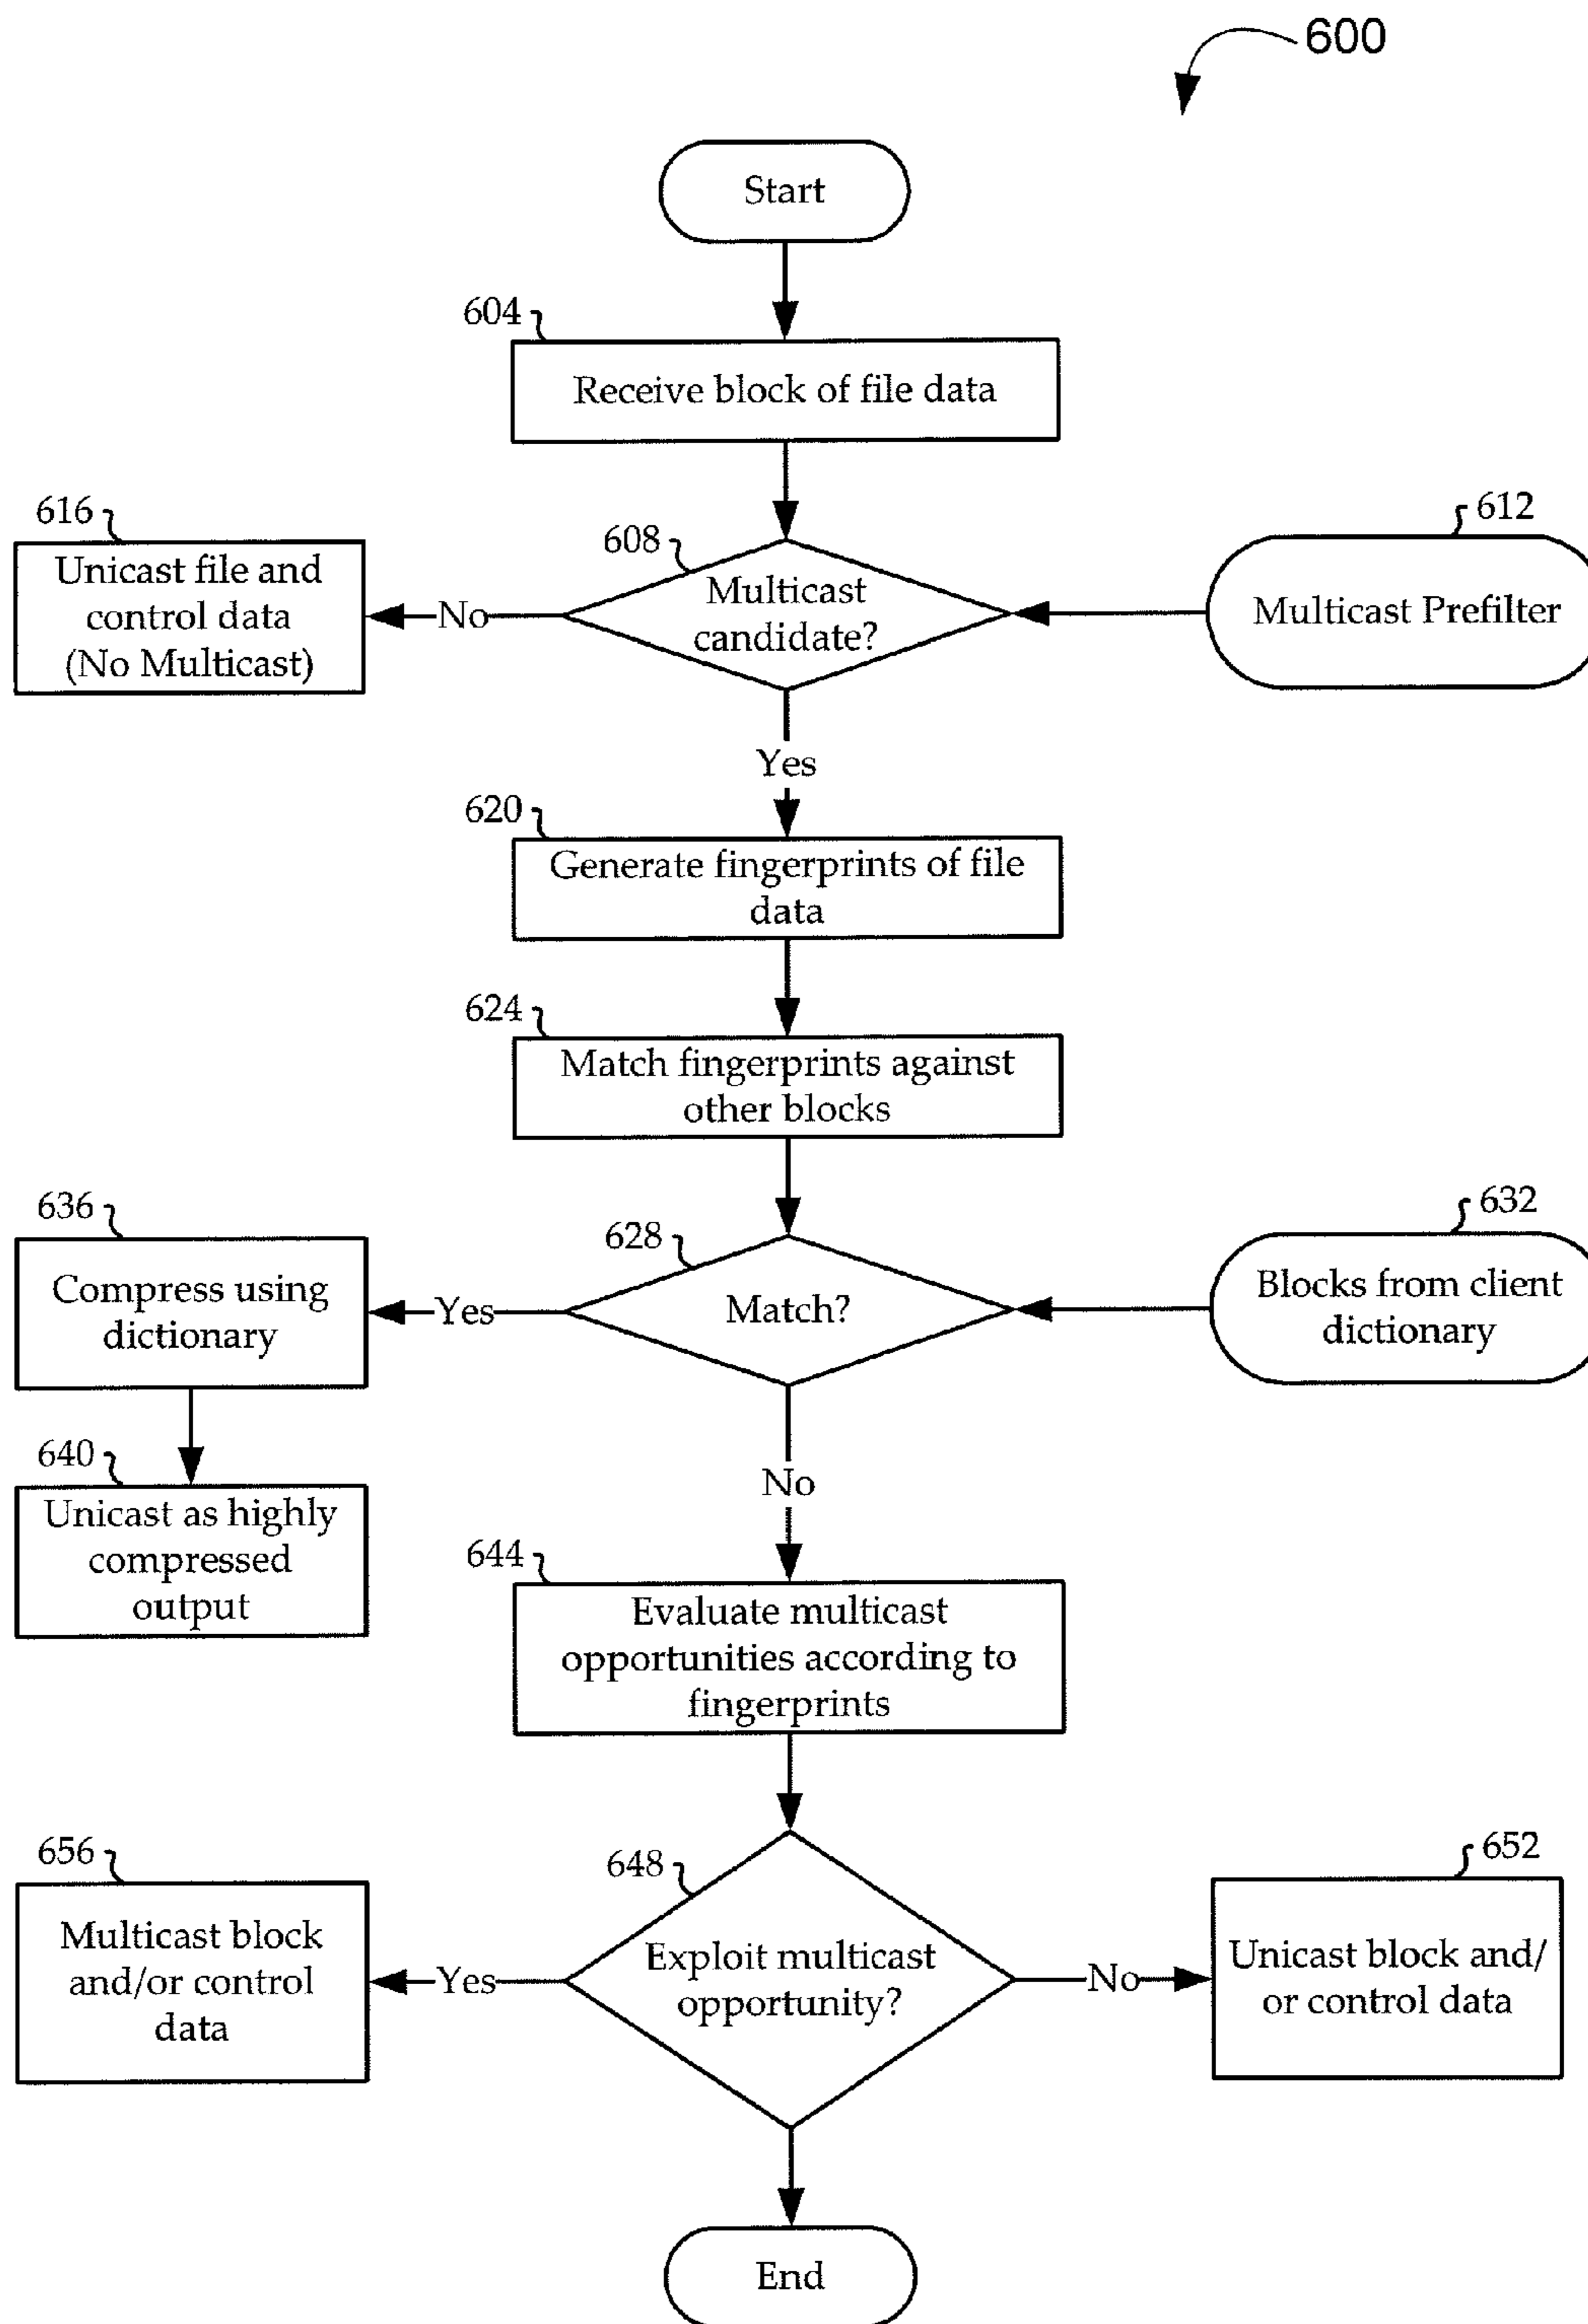 600
Start
604
Receive block of file data
616
Unicast file and
control data
(No Multicast)
No
608
Multicast
candidate?
612
Multicast Prefilter
Yes
620
Generate fingerprints of file
data
624
Match fingerprints against
other blocks
636
Compress using
dictionary
Yes
628
Match?
632
Blocks from client
dictionary
640
Unicast as highly
compressed
output
No
644
Evaluate multicast
opportunities according to
fingerprints
656
Multicast block
and/or control
data
Yes
648
Exploit multicast
opportunity?
No
652
Unicast block and/
or control data
End